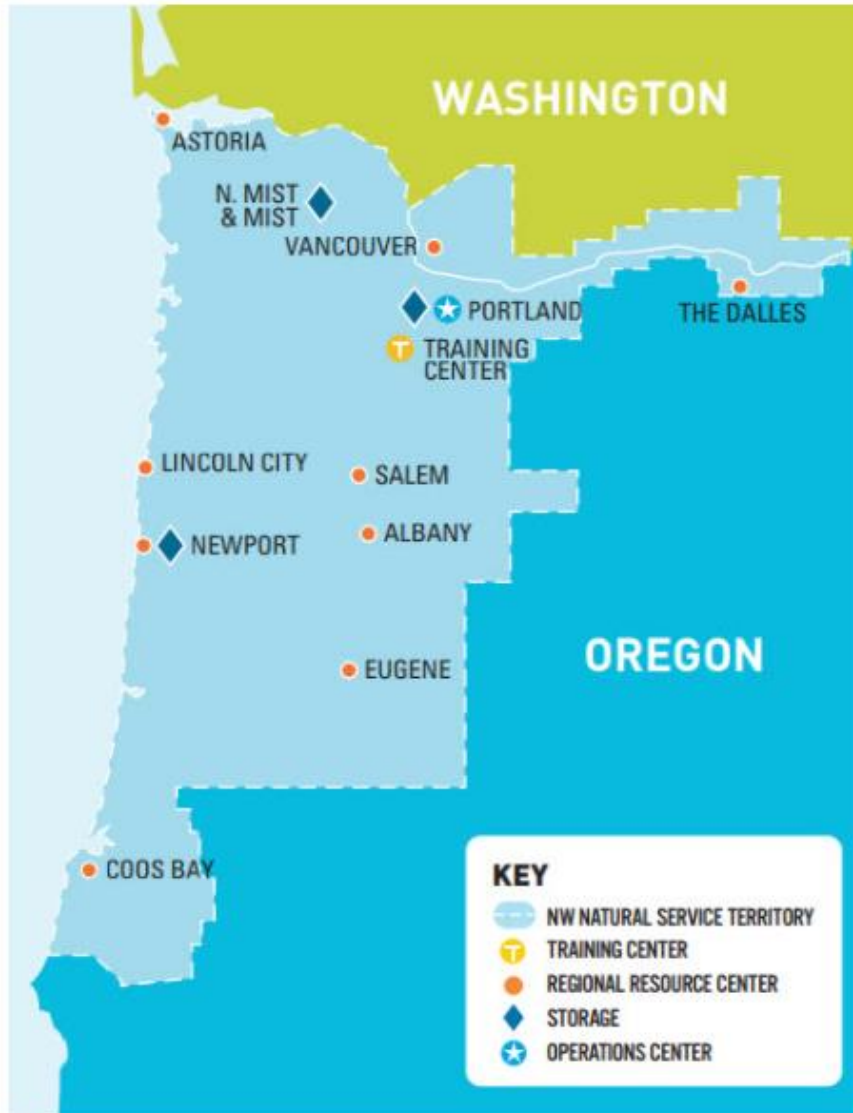 WASHINGTON
ASTORIA
N. MIST
& MIST
VANCOUVER
PORTLAND
THE DALLES
TRAINING
CENTER
LINCOLN CITY
SALEM
ALBANY
NEWPORT
OREGON
EUGENE
COOS BAY
KEY
NW NATURAL SERVICE TERRITORY
T TRAINING CENTER
REGIONAL RESOURCE CENTER
STORAGE
OPERATIONS CENTER